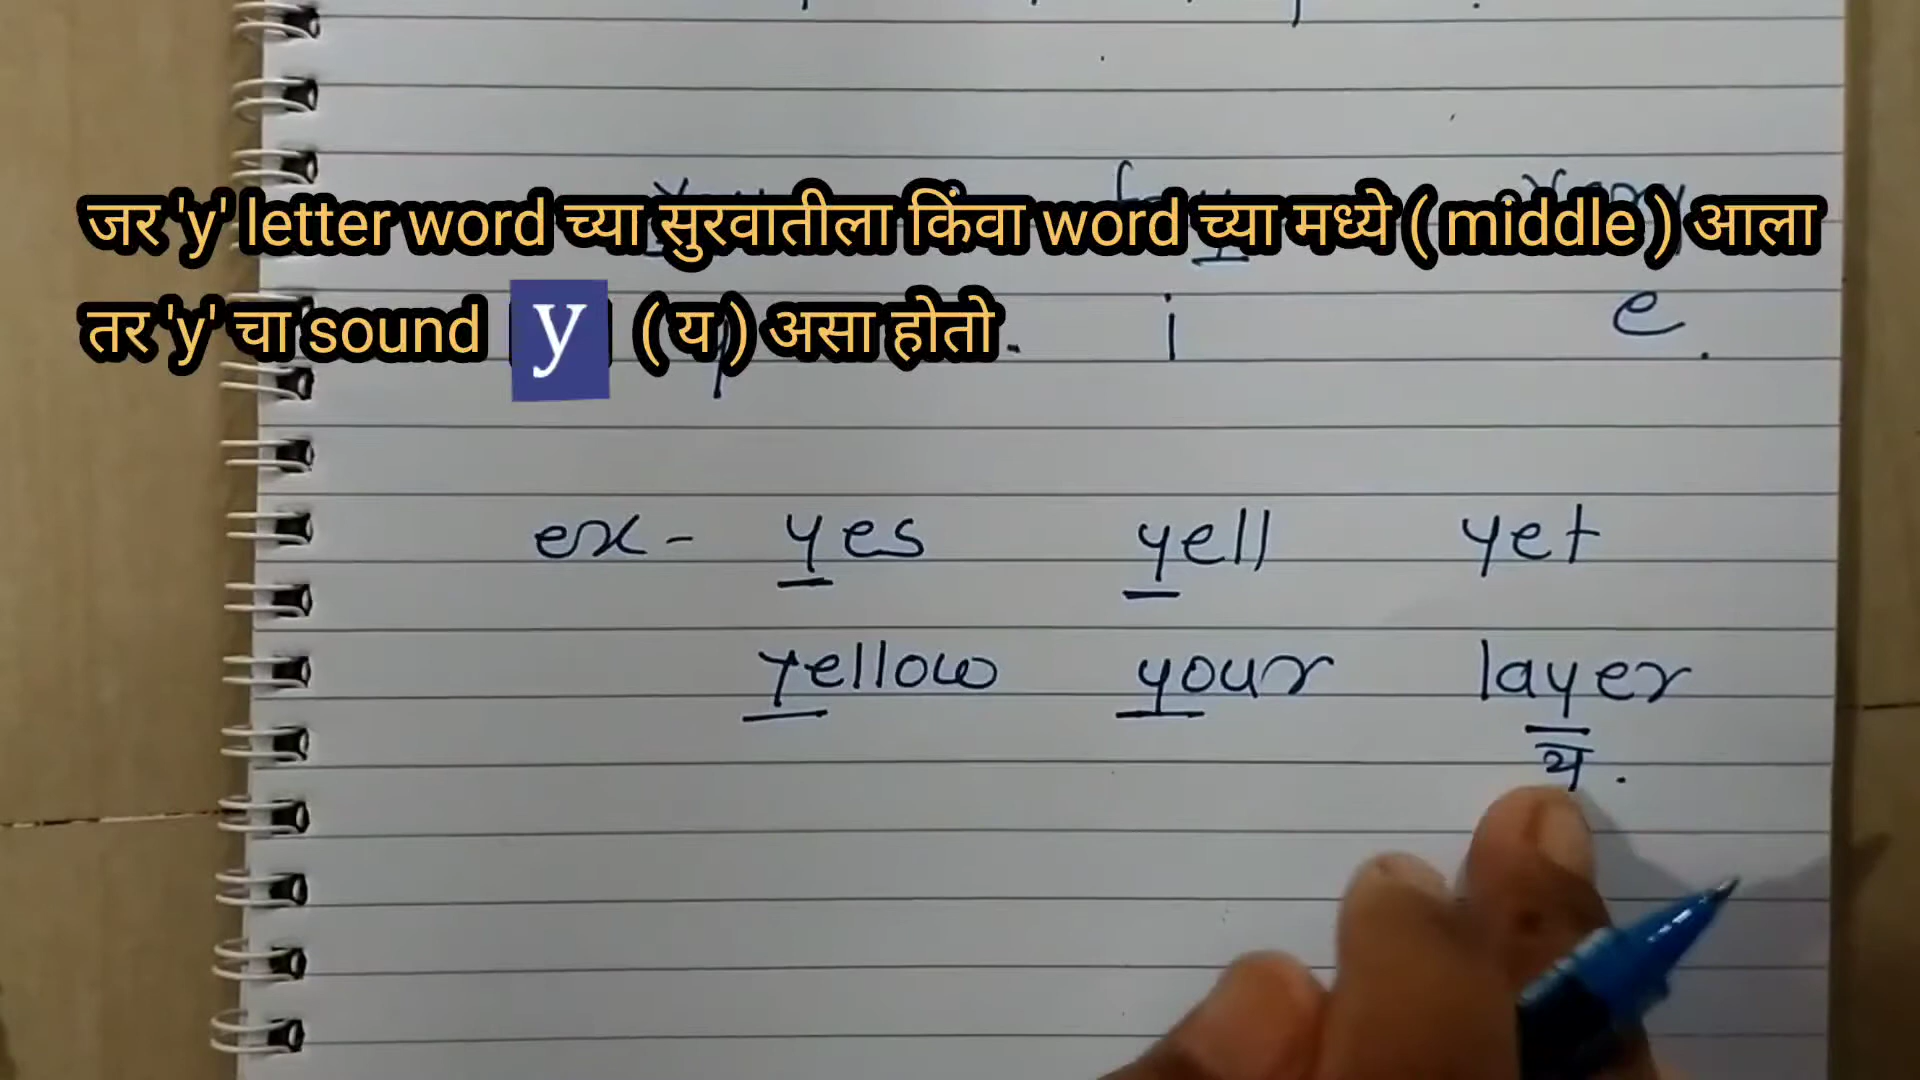 जर 'y' letter word च्या सुरवातीला किंवा word च्या मध्ये ( middle ) आला
तर 'y' चा sound y ( य ) असा होतो.
i e.
ex- yes yell yet
yellow your layer
य.